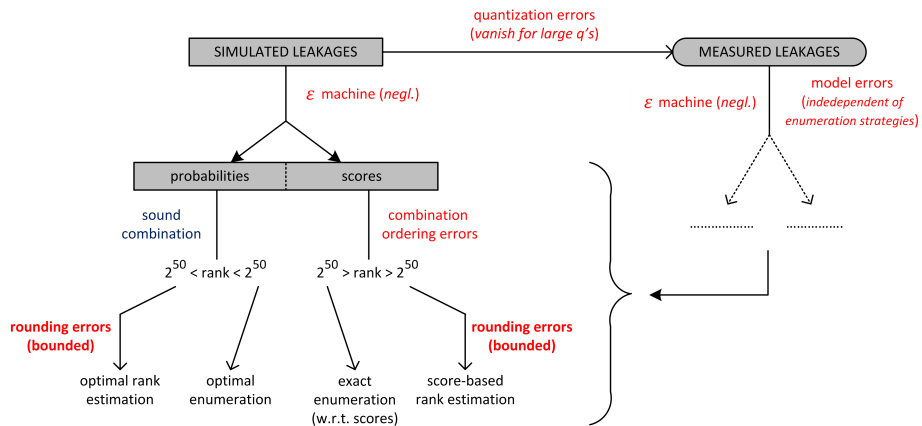 quantization errors
(vanish for large q's)
SIMULATED LEAKAGES
MEASURED LEAKAGES
ε machine (negl.)
ε machine (negl.)
model errors
(indedependent of
enumeration strategies)
probabilities
scores
sound
combination
combination
ordering errors
2^50 < rank < 2^50
2^50 > rank > 2^50
rounding errors
(bounded)
rounding errors
(bounded)
optimal rank
estimation
optimal
enumeration
exact
enumeration
(w.r.t. scores)
score-based
rank estimation